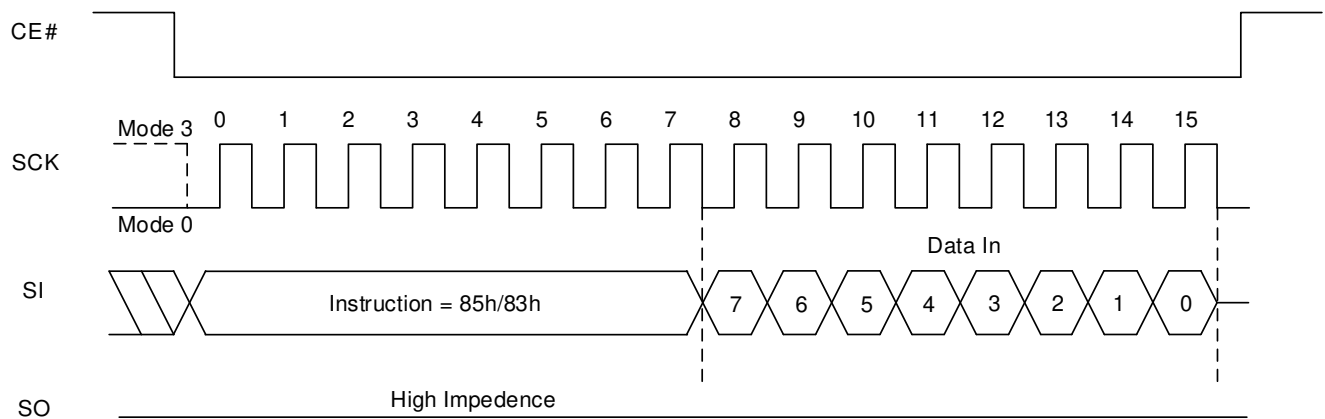 CE#
Mode 3 0 1 2 3 4 5 6 7 8 9 10 11 12 13 14 15
SCK
Mode 0
Data In
SI Instruction = 85h/83h 7 6 5 4 3 2 1 0
High Impedence
SO